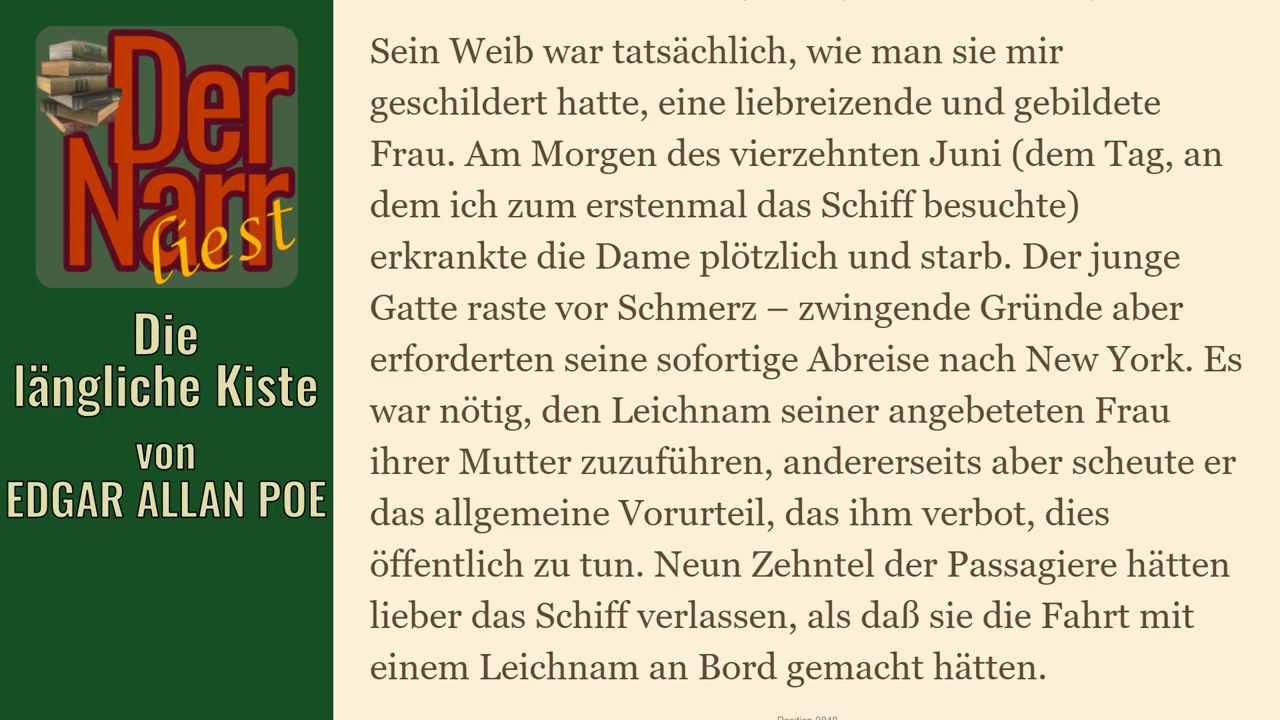 Der
Narr
liest
Die
längliche Kiste
von
EDGAR ALLAN POE
Sein Weib war tatsächlich, wie man sie mir
geschildert hatte, eine liebreizende und gebildete
Frau. Am Morgen des vierzehnten Juni (dem Tag, an
dem ich zum erstenmal das Schiff besuchte)
erkrankte die Dame plötzlich und starb. Der junge
Gatte raste vor Schmerz – zwingende Gründe aber
erforderten seine sofortige Abreise nach New York. Es
war nötig, den Leichnam seiner angebeteten Frau
ihrer Mutter zuzuführen, andererseits aber scheute er
das allgemeine Vorurteil, das ihm verbot, dies
öffentlich zu tun. Neun Zehntel der Passagiere hätten
lieber das Schiff verlassen, als daß sie die Fahrt mit
einem Leichnam an Bord gemacht hätten.